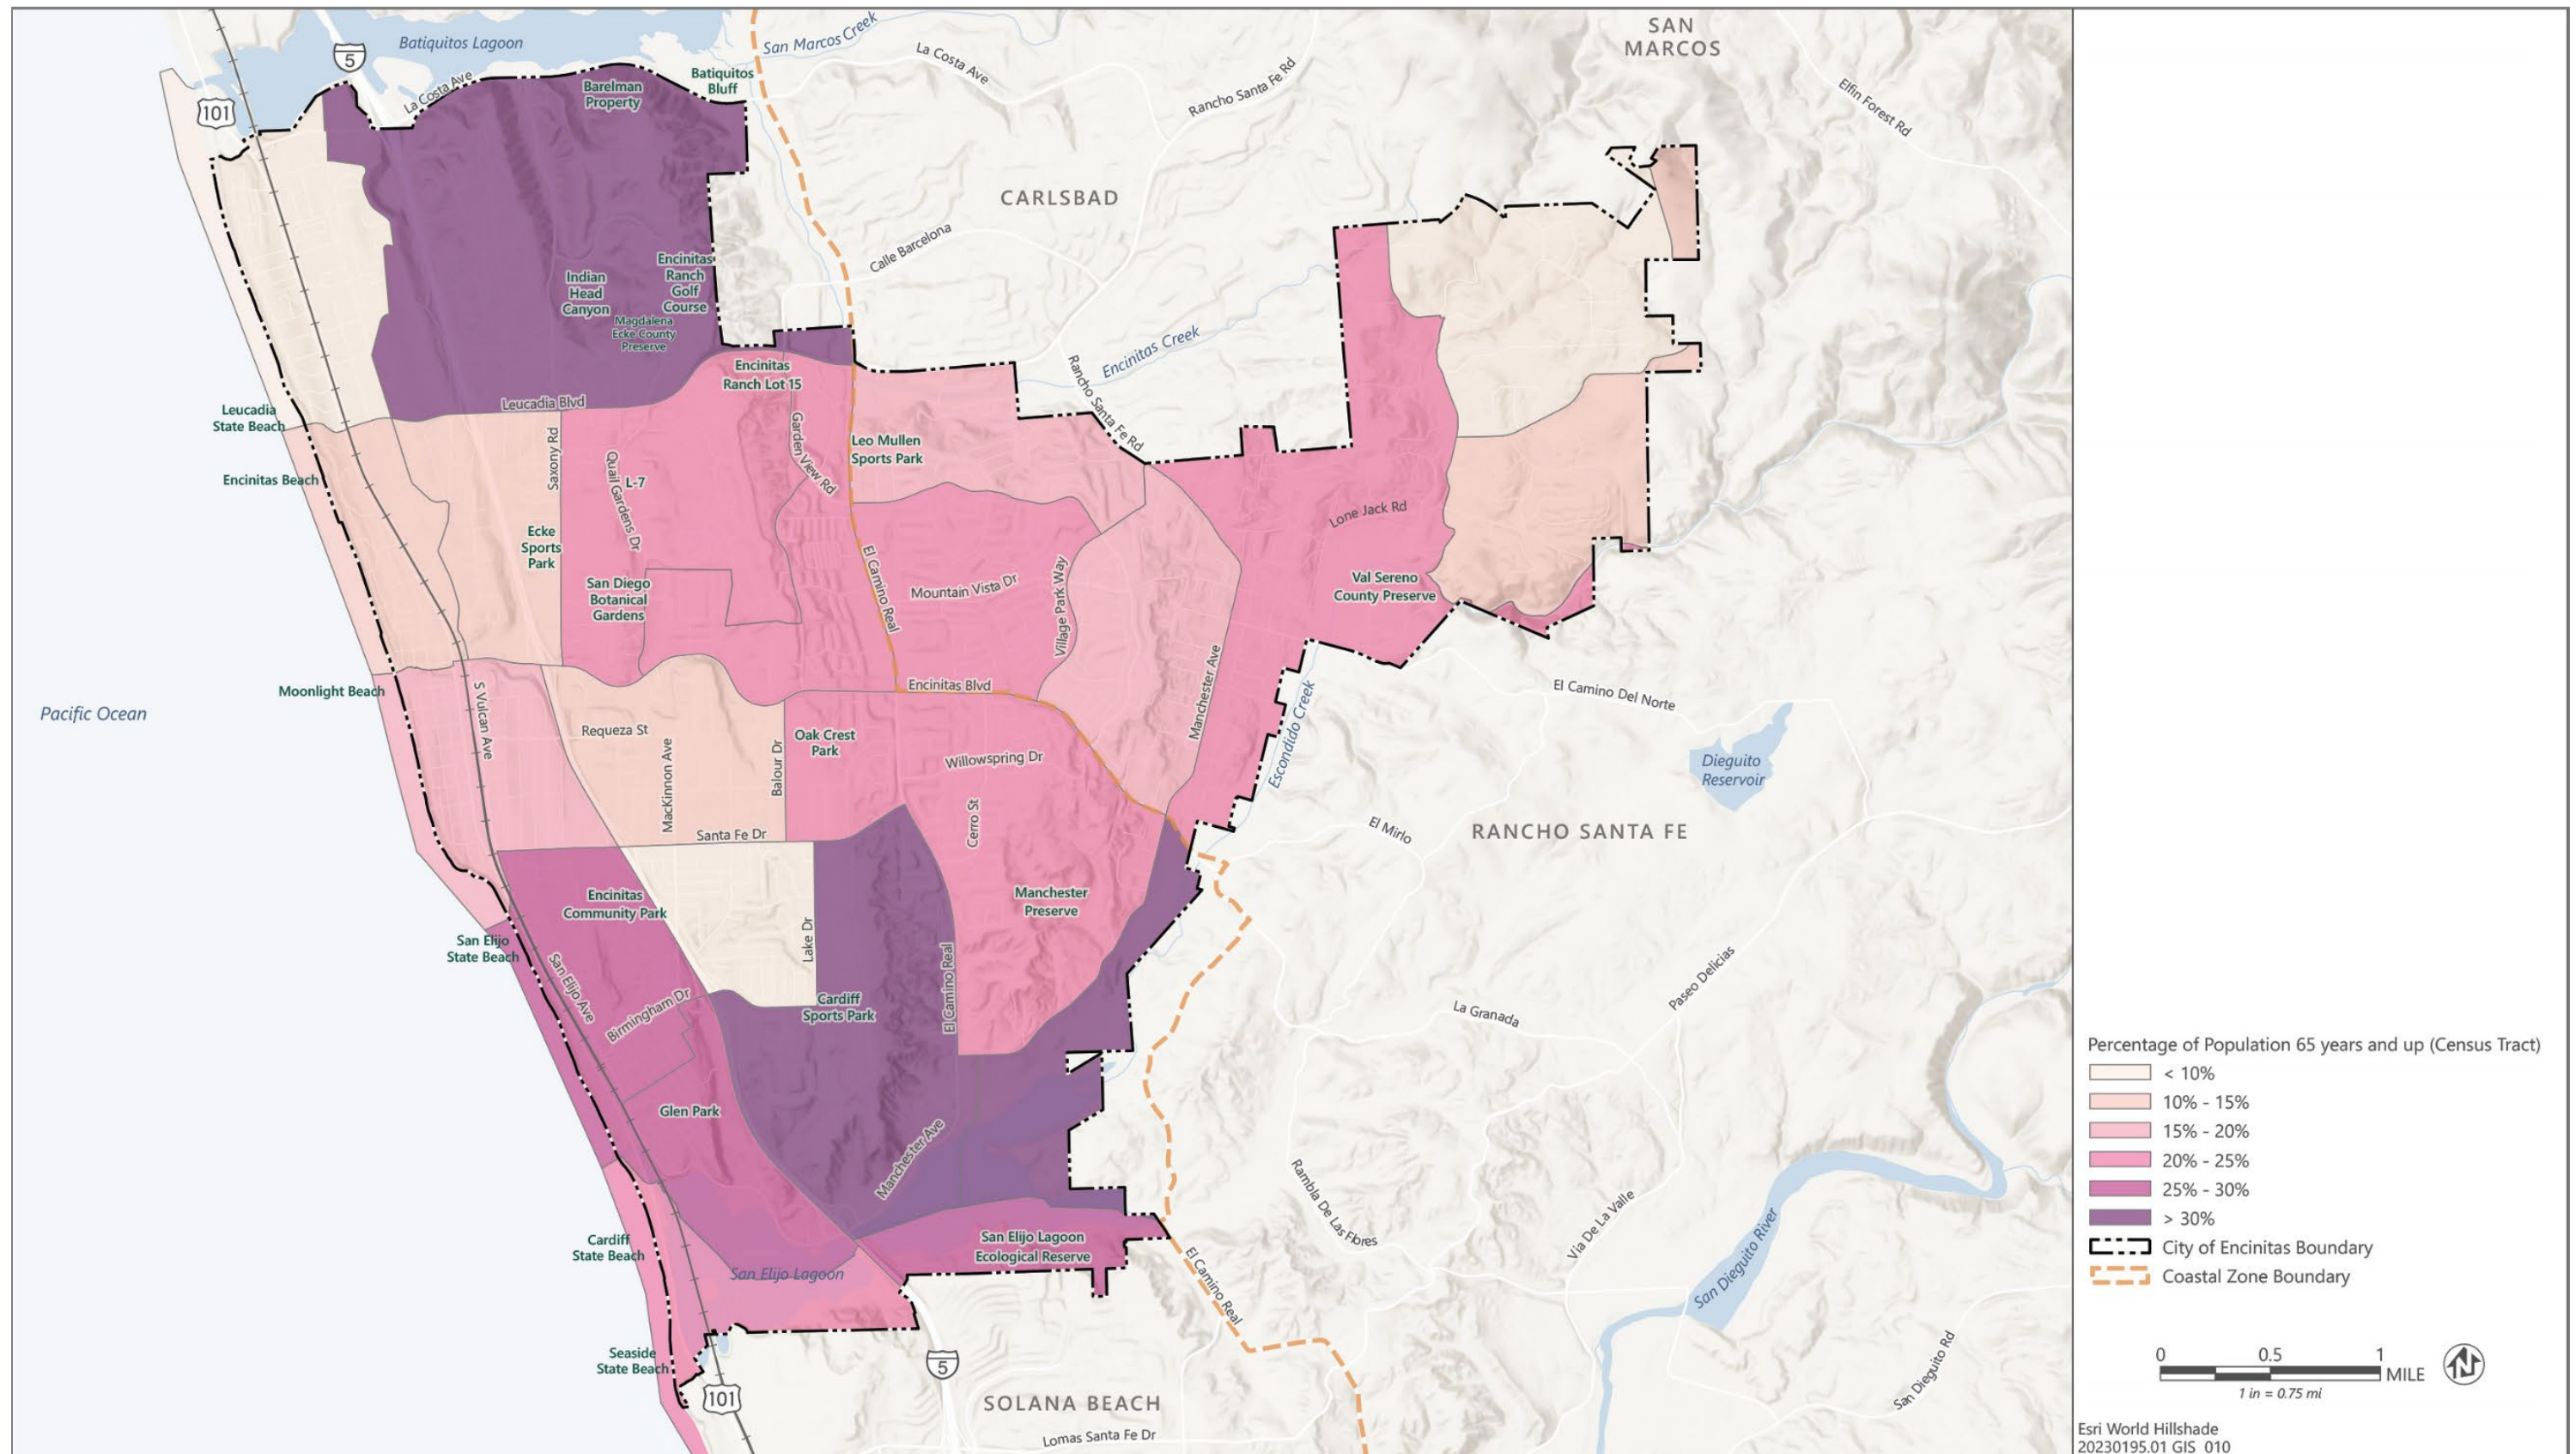 SAN
MARCOS
Batiquitos Lagoon
San Marcos Creek
La Costa Ave
5
La Costa Ave
Batiquitos
Bluff
Barelman
Property
Rancho Santa Fe Rd
Elfin Forest Rd
101
CARLSBAD
Calle Barcelona
Encinitas
Ranch
Golf
Course
Indian
Head
Canyon
Magdalena
Ecke County
Preserve
Encinitas Creek
Rancho Santa Fe Rd
Encinitas
Ranch Lot 15
Leucadia Blvd
Leucadia
State Beach
Garden View Rd
Leo Mullen
Sports Park
Saxony Rd
Encinitas Beach
Quail Gardens Dr
L-7
Lone Jack Rd
Ecke
Sports
Park
El Camino Real
Mountain Vista Dr
Village Park Way
San Diego
Botanical
Gardens
Val Sereno
County Preserve
Manchester Ave
Encinitas Blvd
Moonlight Beach
S Vulcan Ave
El Camino Del Norte
Pacific Ocean
Requeza St
MacKinnon Ave
Balour Dr
Oak Crest
Park
Willowspring Dr
Escondido Creek
Dieguito
Reservoir
Cerro St
Santa Fe Dr
El Mirlo
RANCHO SANTA FE
Encinitas
Community Park
Manchester
Preserve
Lake Dr
San Elijo
State Beach
San Elijo Ave
El Camino Real
Birmingham Dr
Cardiff
Sports Park
La Granada
Paseo Delicias
Glen Park
Manchester Ave
Rambla De Las Flores
Via De La Valle
San Dieguito River
Cardiff
State Beach
San Elijo Lagoon
Ecological Reserve
San Elijo Lagoon
El Camino Real
Seaside
State Beach
5
101
SOLANA BEACH
Lomas Santa Fe Dr
San Dieguito Rd
Percentage of Population 65 years and up (Census Tract)
< 10%
10% - 15%
15% - 20%
20% - 25%
25% - 30%
> 30%
City of Encinitas Boundary
Coastal Zone Boundary
0 0.5 1
MILE
1 in = 0.75 mi
N
Esri World Hillshade
20230195.01 GIS 010